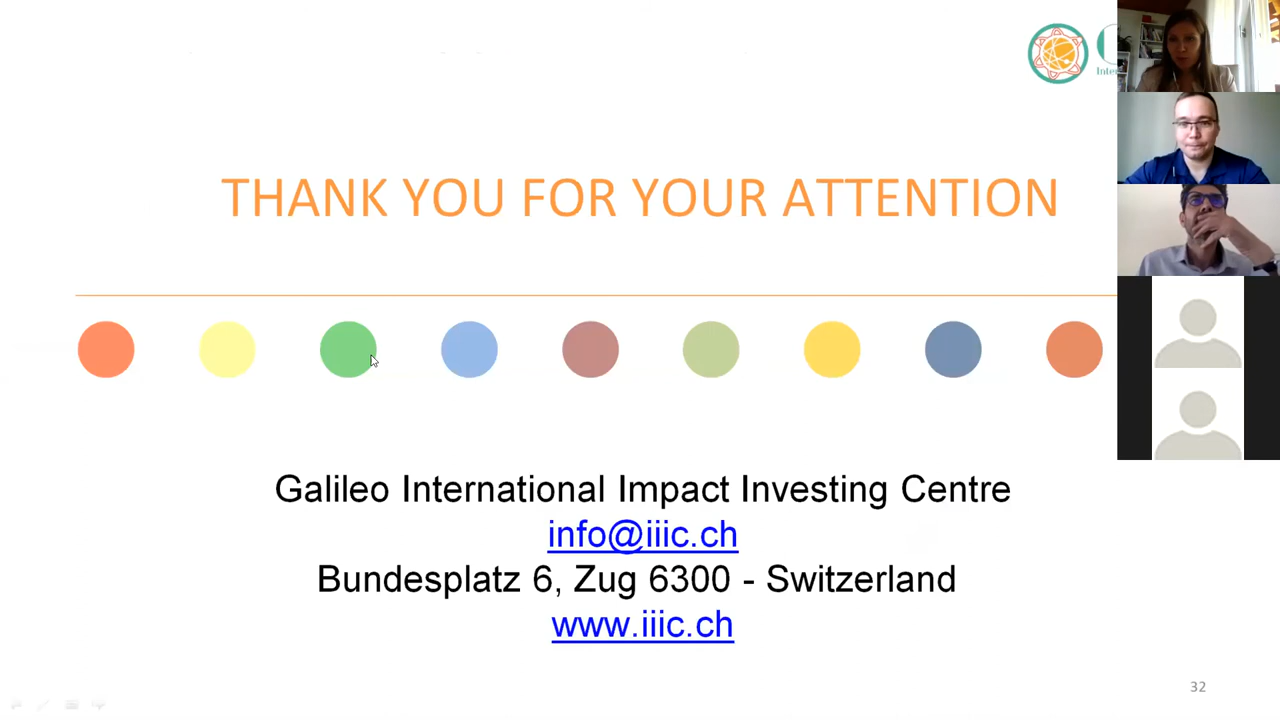 THANK YOU FOR YOUR ATTENTION
Galileo International Impact Investing Centre
info@iiic.ch
Bundesplatz 6, Zug 6300 - Switzerland
www.iiic.ch
32